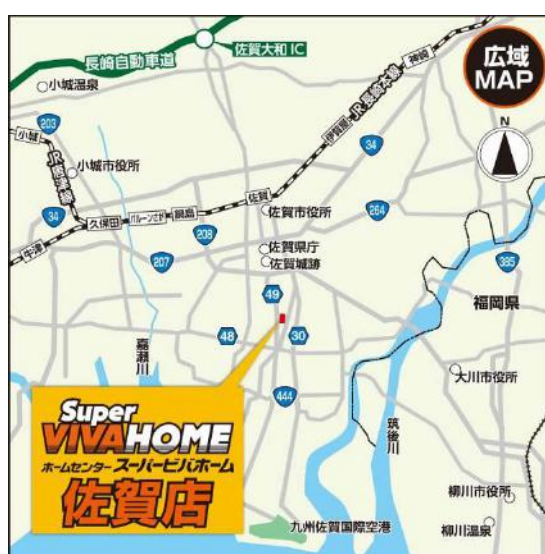 長崎自動車道
佐賀大和IC
広域
MAP
小城温泉
神崎
JR長崎本線
伊賀屋
N
203
小城
34
小城市役所
JR唐津線
佐賀
佐賀市役所
264
34
鍋島
バルーンさが
久保田
208
牛津
207
佐賀県庁
佐賀城跡
385
49
福岡県
48
30
嘉瀬川
大川市役所
444
Super
VIVAHOME
ホームセンター スーパービバホーム
佐賀店
筑後川
柳川市役所
九州佐賀国際空港
柳川温泉